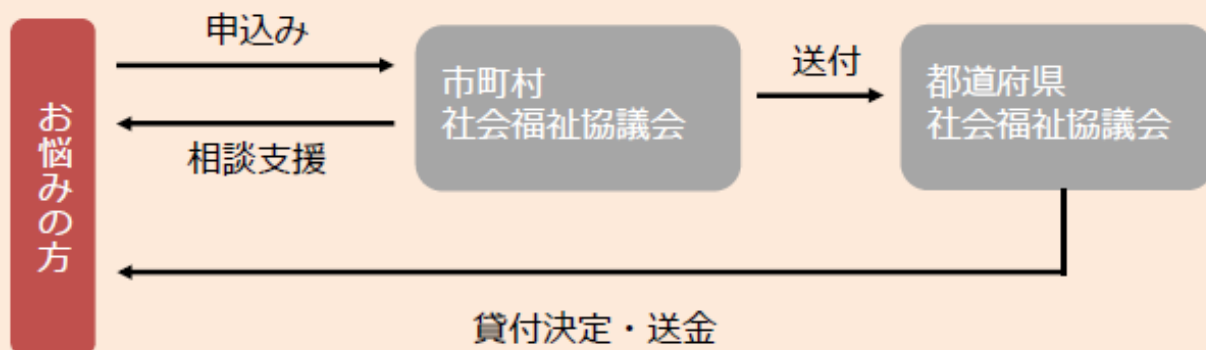 お悩みの方
申込み
相談支援
市町村
社会福祉協議会
送付
都道府県
社会福祉協議会
貸付決定・送金